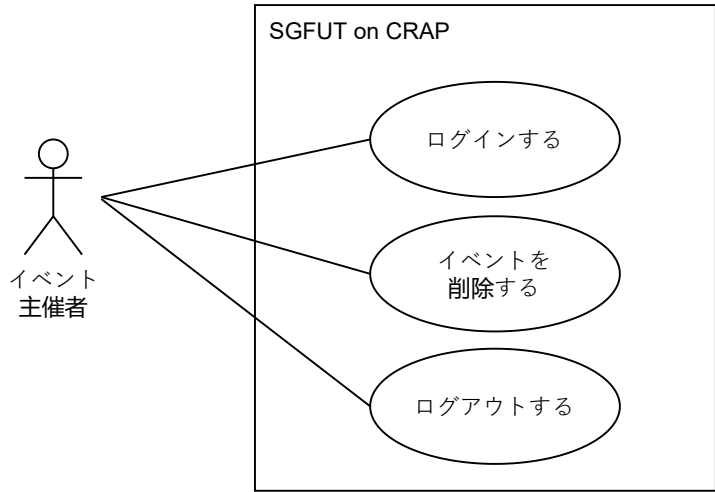 SGFUT on CRAP
ログインする
イベントを
削除する
ログアウトする
イベント
主催者